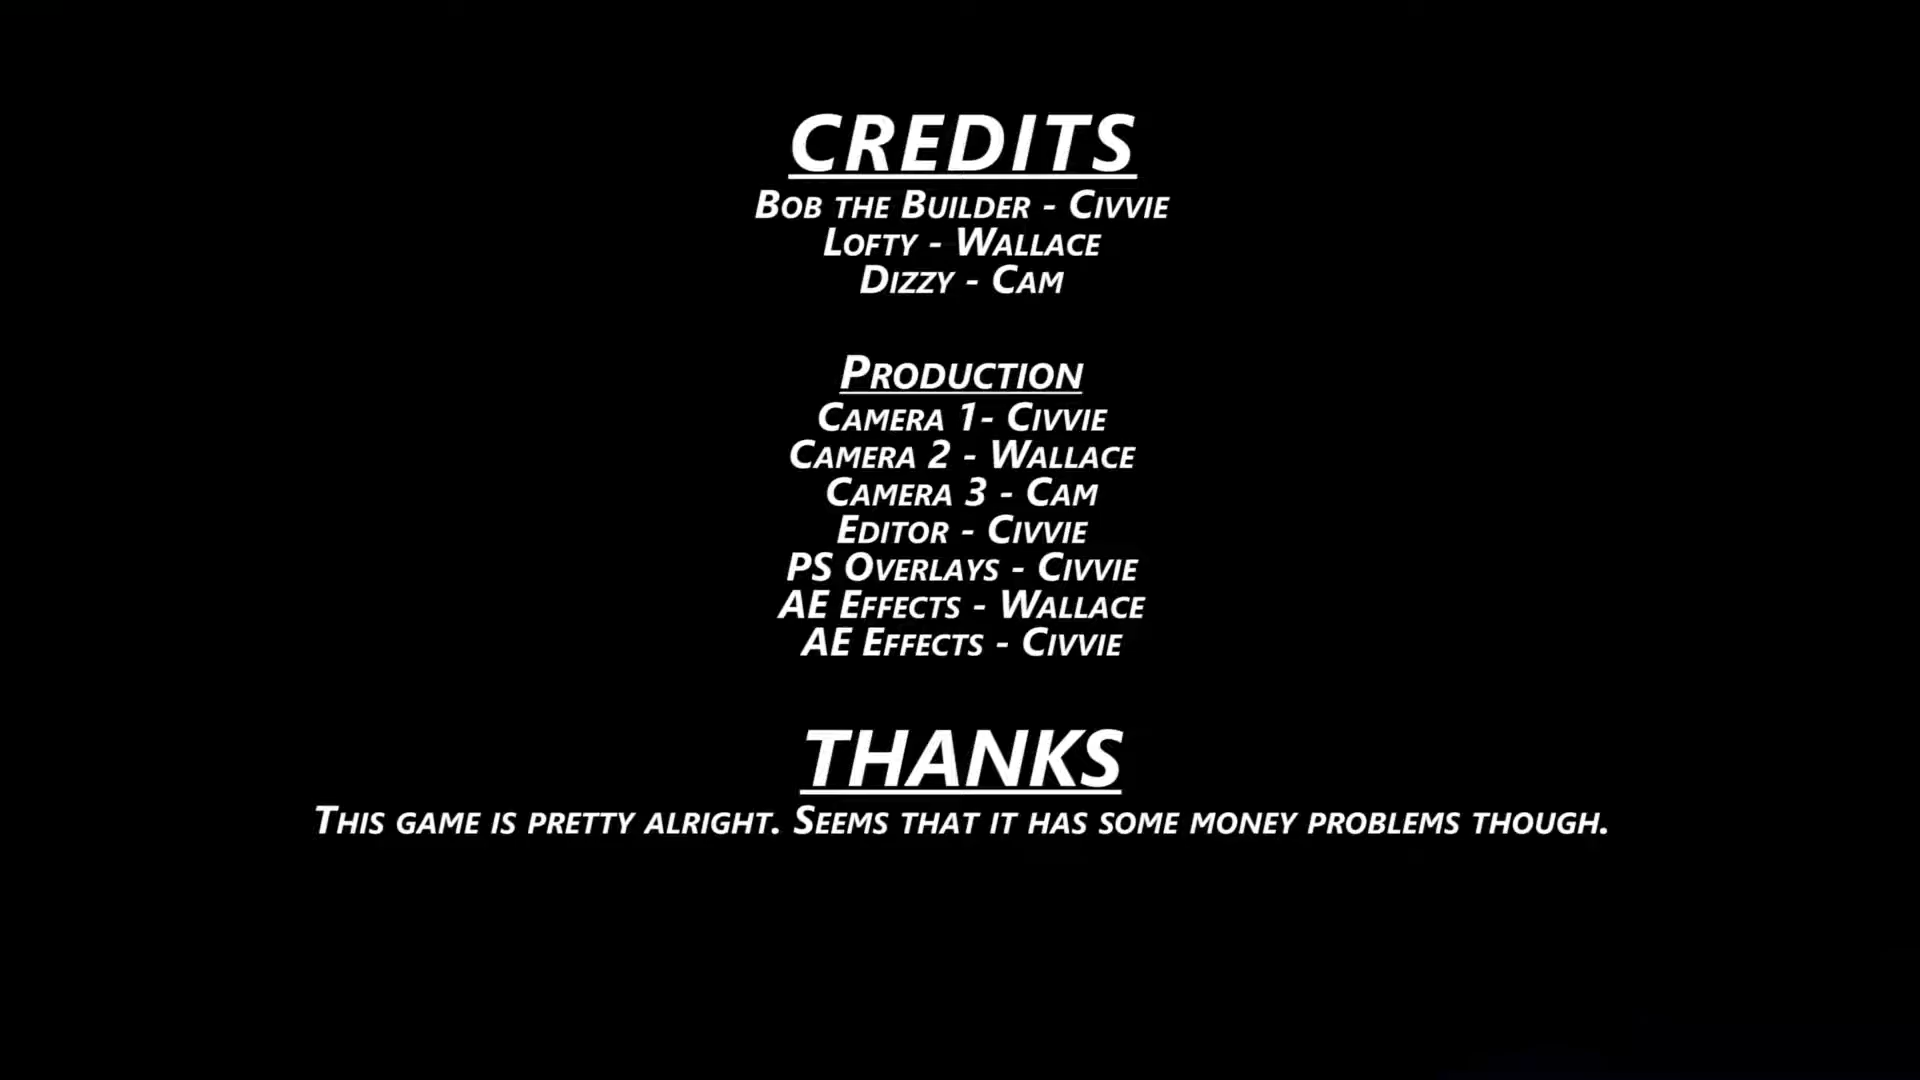 CREDITS
Bob the Builder - Civvie
Lofty - Wallace
Dizzy - Cam
Production
Camera 1- Civvie
Camera 2 - Wallace
Camera 3 - Cam
Editor - Civvie
PS Overlays - Civvie
AE Effects - Wallace
AE Effects - Civvie
THANKS
This game is pretty alright. Seems that it has some money problems though.